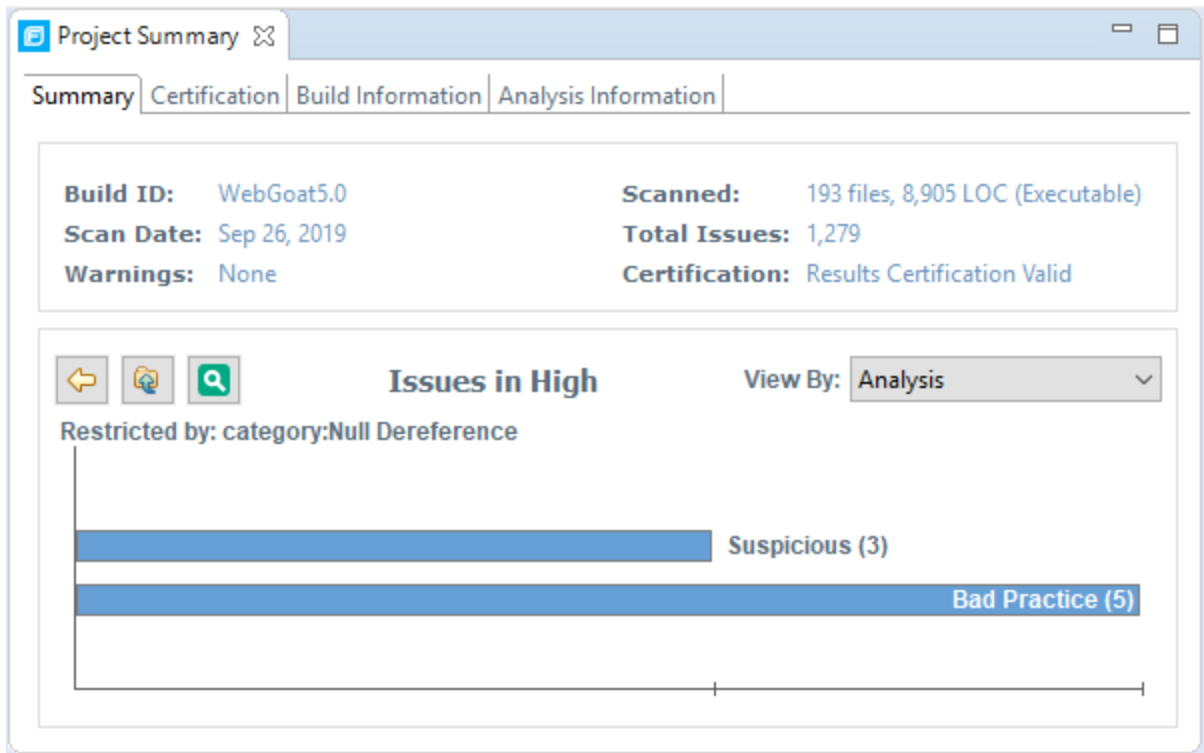 Project Summary
Summary Certification Build Information Analysis Information
Build ID: WebGoat5.0 Scanned: 193 files, 8,905 LOC (Executable)
Scan Date: Sep 26, 2019 Total Issues: 1,279
Warnings: None Certification: Results Certification Valid
Issues in High View By: Analysis
Restricted by: category:Null Dereference
Suspicious (3)
Bad Practice (5)